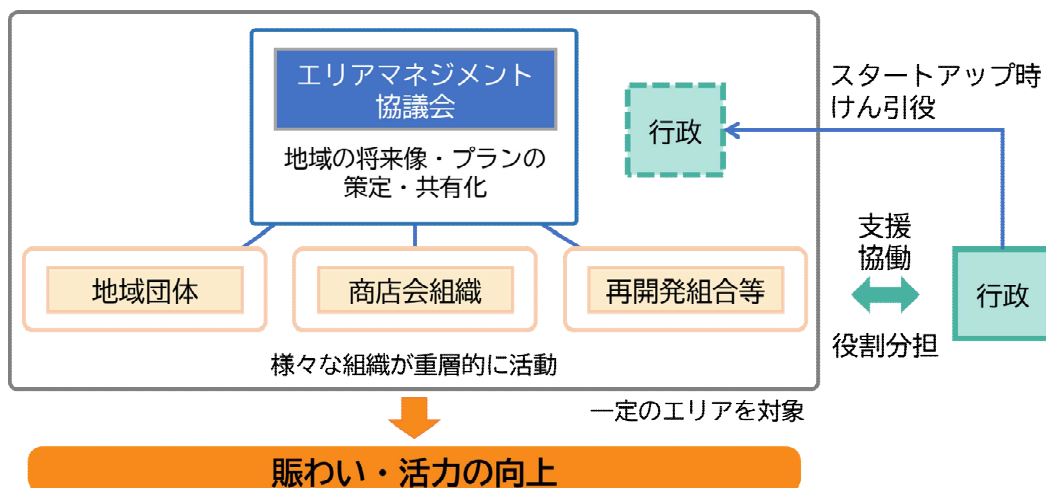 エリアマネジメント
協議会
地域の将来像・プランの
策定・共有化
行政
スタートアップ時
けん引役
地域団体
商店会組織
再開発組合等
支援
協働
役割分担
行政
様々な組織が重層的に活動
一定のエリアを対象
賑わい・活力の向上